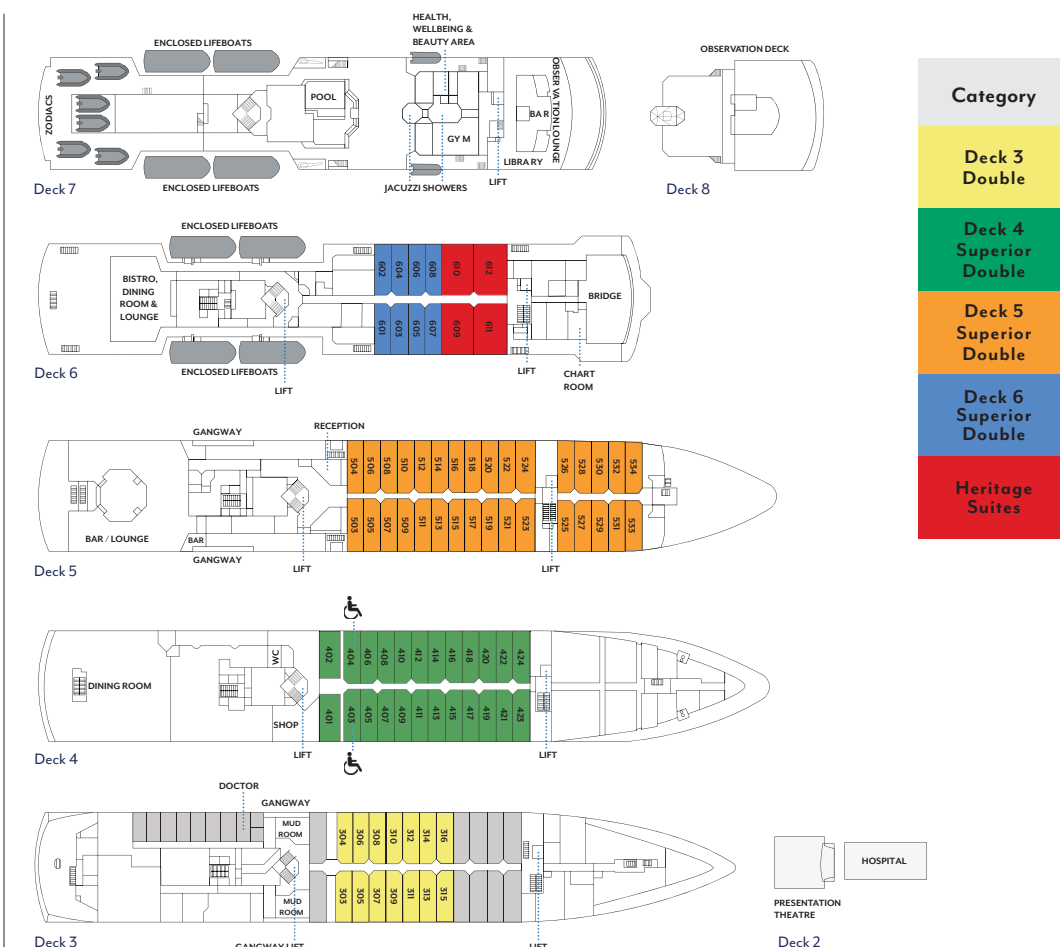 HEALTH,
WELLBEING &
BEAUTY AREA
ENCLOSED LIFEBOATS
ZODIACS
POOL
GYM
BAR
OBSERVATION LOUNGE
LIBRARY
ENCLOSED LIFEBOATS
JACUZZI SHOWERS
LIFT
Deck 7
OBSERVATION DECK
Deck 8
Category
Deck 3
Double
Deck 4
Superior
Double
Deck 5
Superior
Double
Deck 6
Superior
Double
Heritage
Suites
ENCLOSED LIFEBOATS
BISTRO,
DINING
ROOM &
LOUNGE
602 604 606 608 610 612
601 603 605 607 609 611
BRIDGE
ENCLOSED LIFEBOATS
LIFT
LIFT
CHART
ROOM
Deck 6
GANGWAY
RECEPTION
504 506 508 510 512 514 516 518 520 522 524 526 528 530 532 534
503 505 507 509 511 513 515 517 519 521 523 525 527 529 531 533
BAR / LOUNGE
BAR
GANGWAY
LIFT
LIFT
Deck 5
WC
402 404 406 408 410 412 414 416 418 420 422 424
DINING ROOM
401 403 405 407 409 411 413 415 417 419 421 423
SHOP
LIFT
LIFT
Deck 4
DOCTOR
GANGWAY
MUD
ROOM
304 306 308 310 312 314 316
303 305 307 309 311 313 315
MUD
ROOM
GANGWAY LIFT
LIFT
Deck 3
HOSPITAL
PRESENTATION
THEATRE
Deck 2